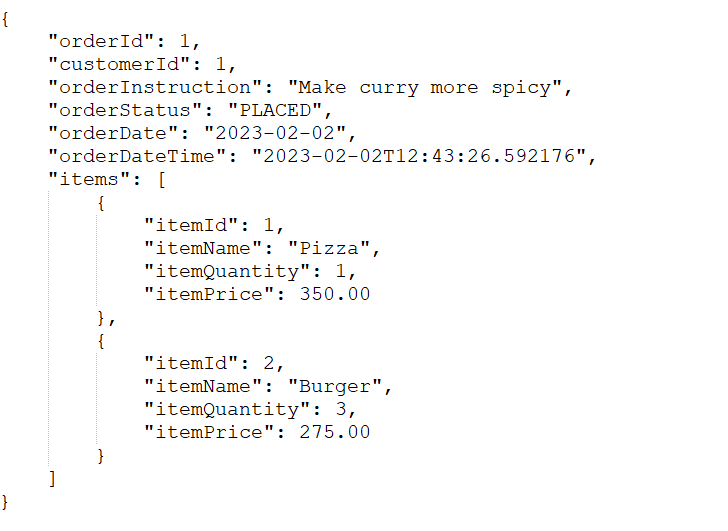 {
    "orderId": 1,
    "customerId": 1,
    "orderInstruction": "Make curry more spicy",
    "orderStatus": "PLACED",
    "orderDate": "2023-02-02",
    "orderDateTime": "2023-02-02T12:43:26.592176",
    "items": [
        {
            "itemId": 1,
            "itemName": "Pizza",
            "itemQuantity": 1,
            "itemPrice": 350.00
        },
        {
            "itemId": 2,
            "itemName": "Burger",
            "itemQuantity": 3,
            "itemPrice": 275.00
        }
    ]
}